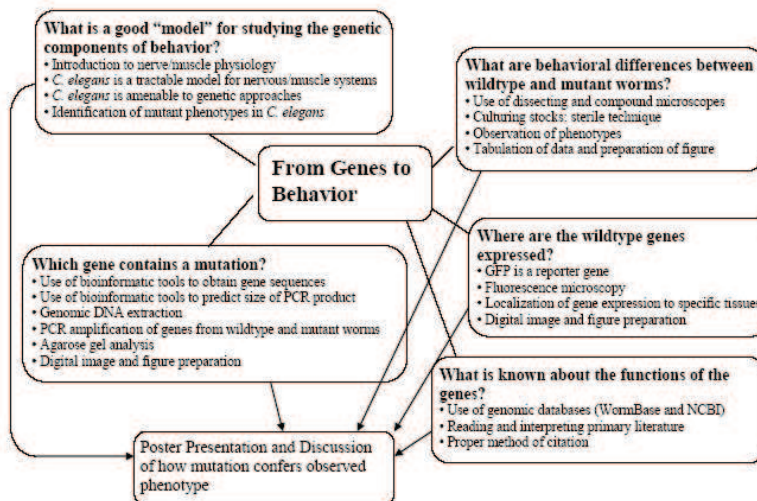 What is a good “model” for studying the genetic
components of behavior?
• Introduction to nerve/muscle physiology
• C. elegans is a tractable model for nervous/muscle systems
• C. elegans is amenable to genetic approaches
• Identification of mutant phenotypes in C. elegans
What are behavioral differences between
wildtype and mutant worms?
• Use of dissecting and compound microscopes
• Culturing stocks: sterile technique
• Observation of phenotypes
• Tabulation of data and preparation of figure
From Genes to
Behavior
Which gene contains a mutation?
• Use of bioinformatic tools to obtain gene sequences
• Use of bioinformatic tools to predict size of PCR product
• Genomic DNA extraction
• PCR amplification of genes from wildtype and mutant worms
• Agarose gel analysis
• Digital image and figure preparation
Where are the wildtype genes
expressed?
• GFP is a reporter gene
• Fluorescence microscopy
• Localization of gene expression to specific tissues
• Digital image and figure preparation
What is known about the functions of the
genes?
• Use of genomic databases (WormBase and NCBI)
• Reading and interpreting primary literature
• Proper method of citation
Poster Presentation and Discussion
of how mutation confers observed
phenotype